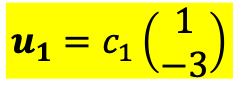 u₁ = c₁ (1
-3)